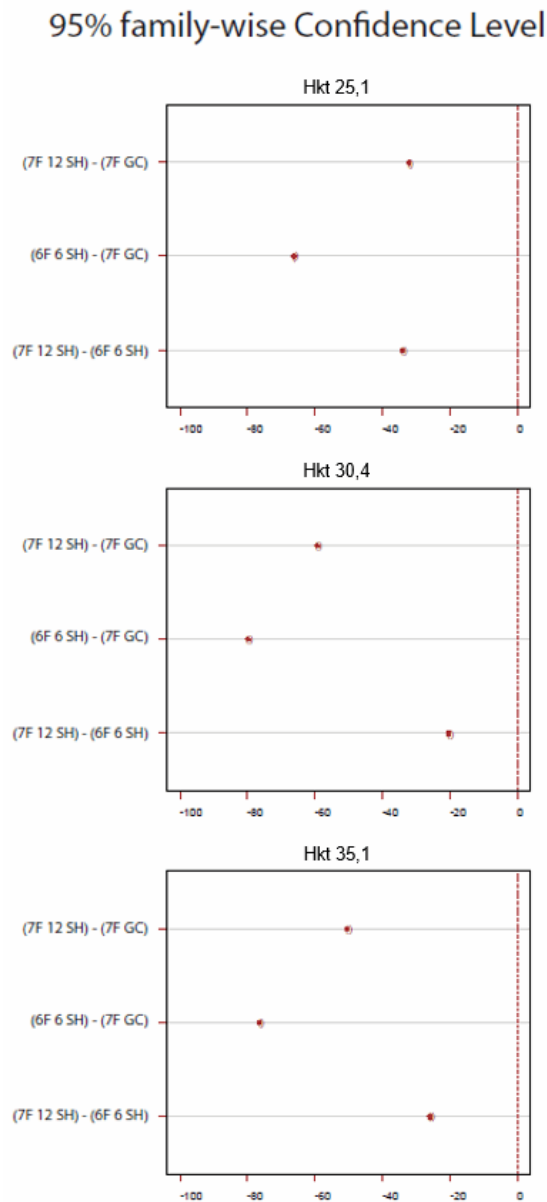 95% family-wise Confidence Level
Hkt 25,1
(7F 12 SH) - (7F GC)
(6F 6 SH) - (7F GC)
(7F 12 SH) - (6F 6 SH)
-100 -80 -60 -40 -20 0
Hkt 30,4
(7F 12 SH) - (7F GC)
(6F 6 SH) - (7F GC)
(7F 12 SH) - (6F 6 SH)
-100 -80 -60 -40 -20 0
Hkt 35,1
(7F 12 SH) - (7F GC)
(6F 6 SH) - (7F GC)
(7F 12 SH) - (6F 6 SH)
-100 -80 -60 -40 -20 0